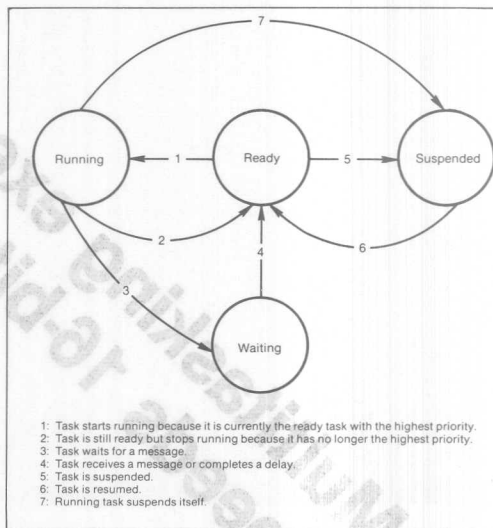 7
Running
1
Ready
5
Suspended
2
6
4
3
Waiting
1: Task starts running because it is currently the ready task with the highest priority.
2: Task is still ready but stops running because it has no longer the highest priority.
3: Task waits for a message.
4: Task receives a message or completes a delay.
5: Task is suspended.
6: Task is resumed.
7: Running task suspends itself.